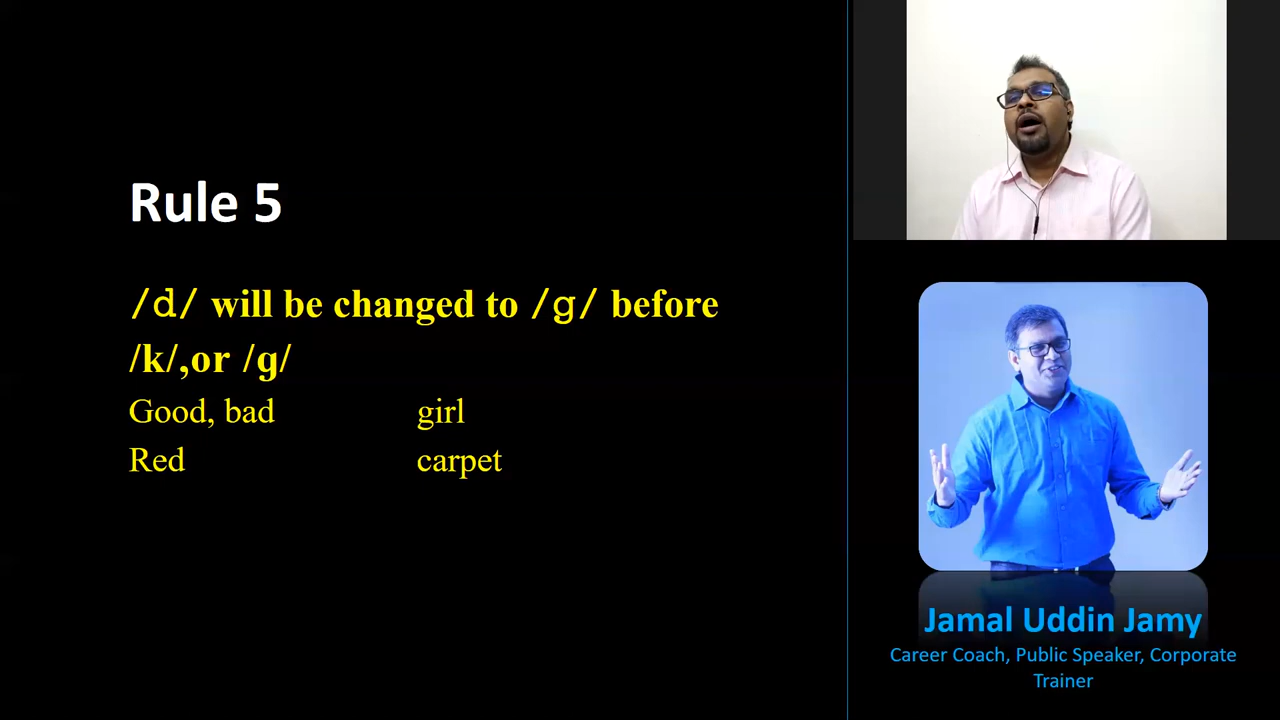 Rule 5
/d/ will be changed to /g/ before
/k/,or /g/
Good, bad girl
Red carpet
Jamal Uddin Jamy
Career Coach, Public Speaker, Corporate
Trainer